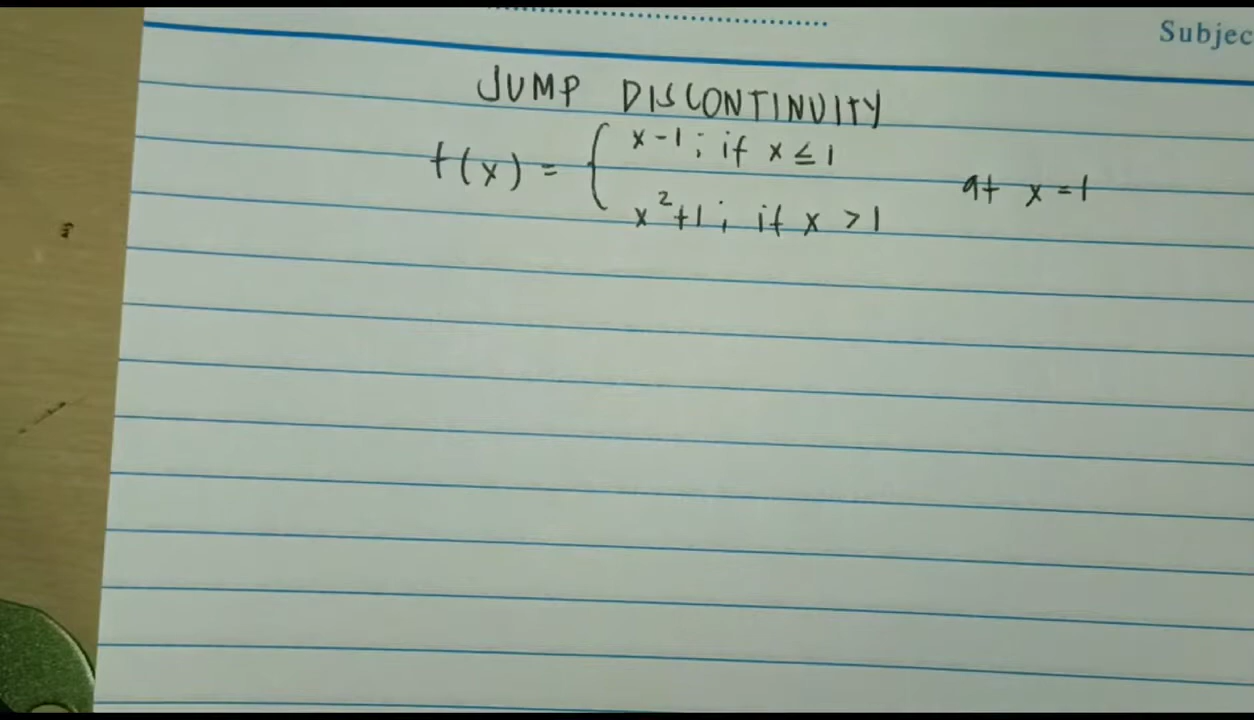 Subjec
JUMP DISCONTINUITY
f(x) = { x-1; if x ≤ 1
x²+1; if x > 1
at x = 1